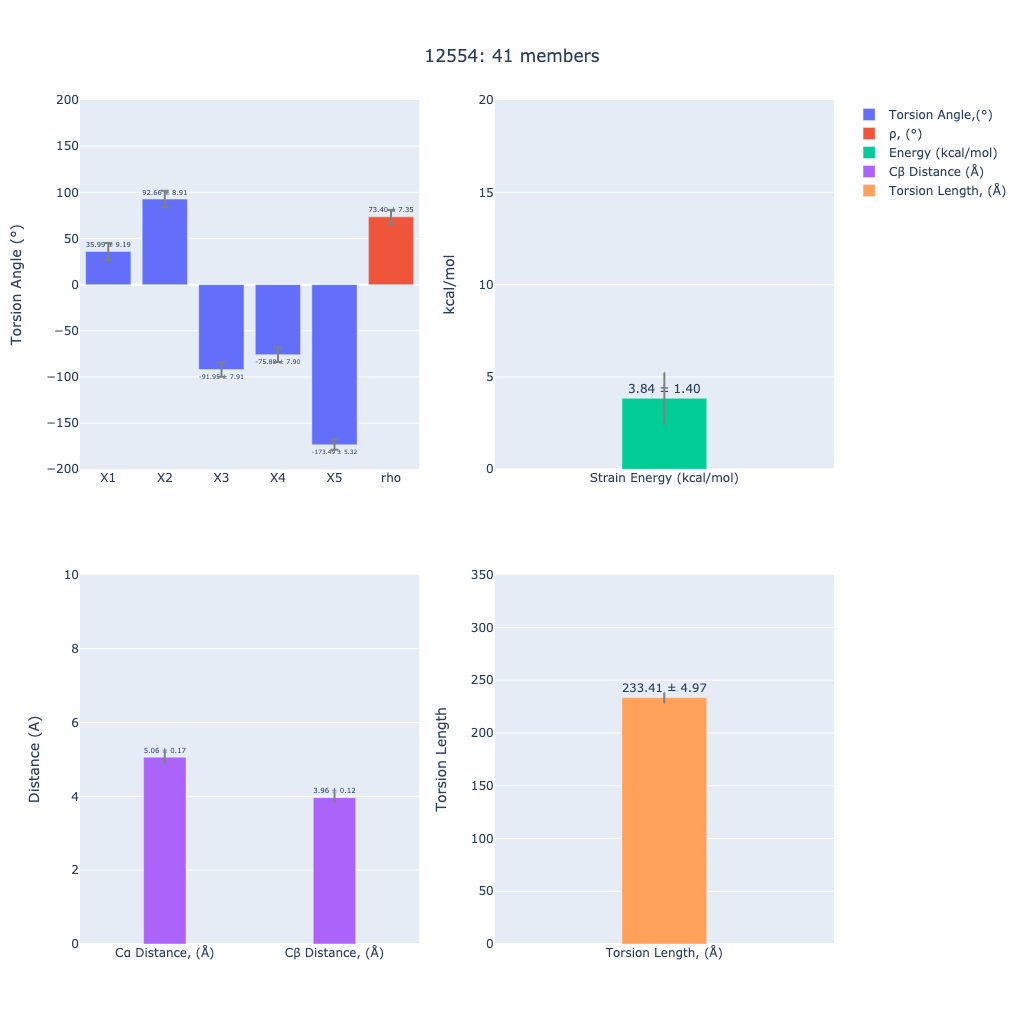 12554: 41 members
Torsion Angle (°)
200
150
100
50
0
−50
−100
−150
−200
35.99 ± 9.19
92.66 ± 8.91
-91.95 ± 7.91
-75.88 ± 7.90
-173.49 ± 5.32
73.40 ± 7.35
X1
X2
X3
X4
X5
rho
kcal/mol
20
15
10
5
0
3.84 ± 1.40
Strain Energy (kcal/mol)
Torsion Angle,(°)
ρ, (°)
Energy (kcal/mol)
Cβ Distance (Å)
Torsion Length, (Å)
Distance (A)
10
8
6
4
2
0
5.06 ± 0.17
3.96 ± 0.12
Cα Distance, (Å)
Cβ Distance, (Å)
Torsion Length
350
300
250
200
150
100
50
0
233.41 ± 4.97
Torsion Length, (Å)